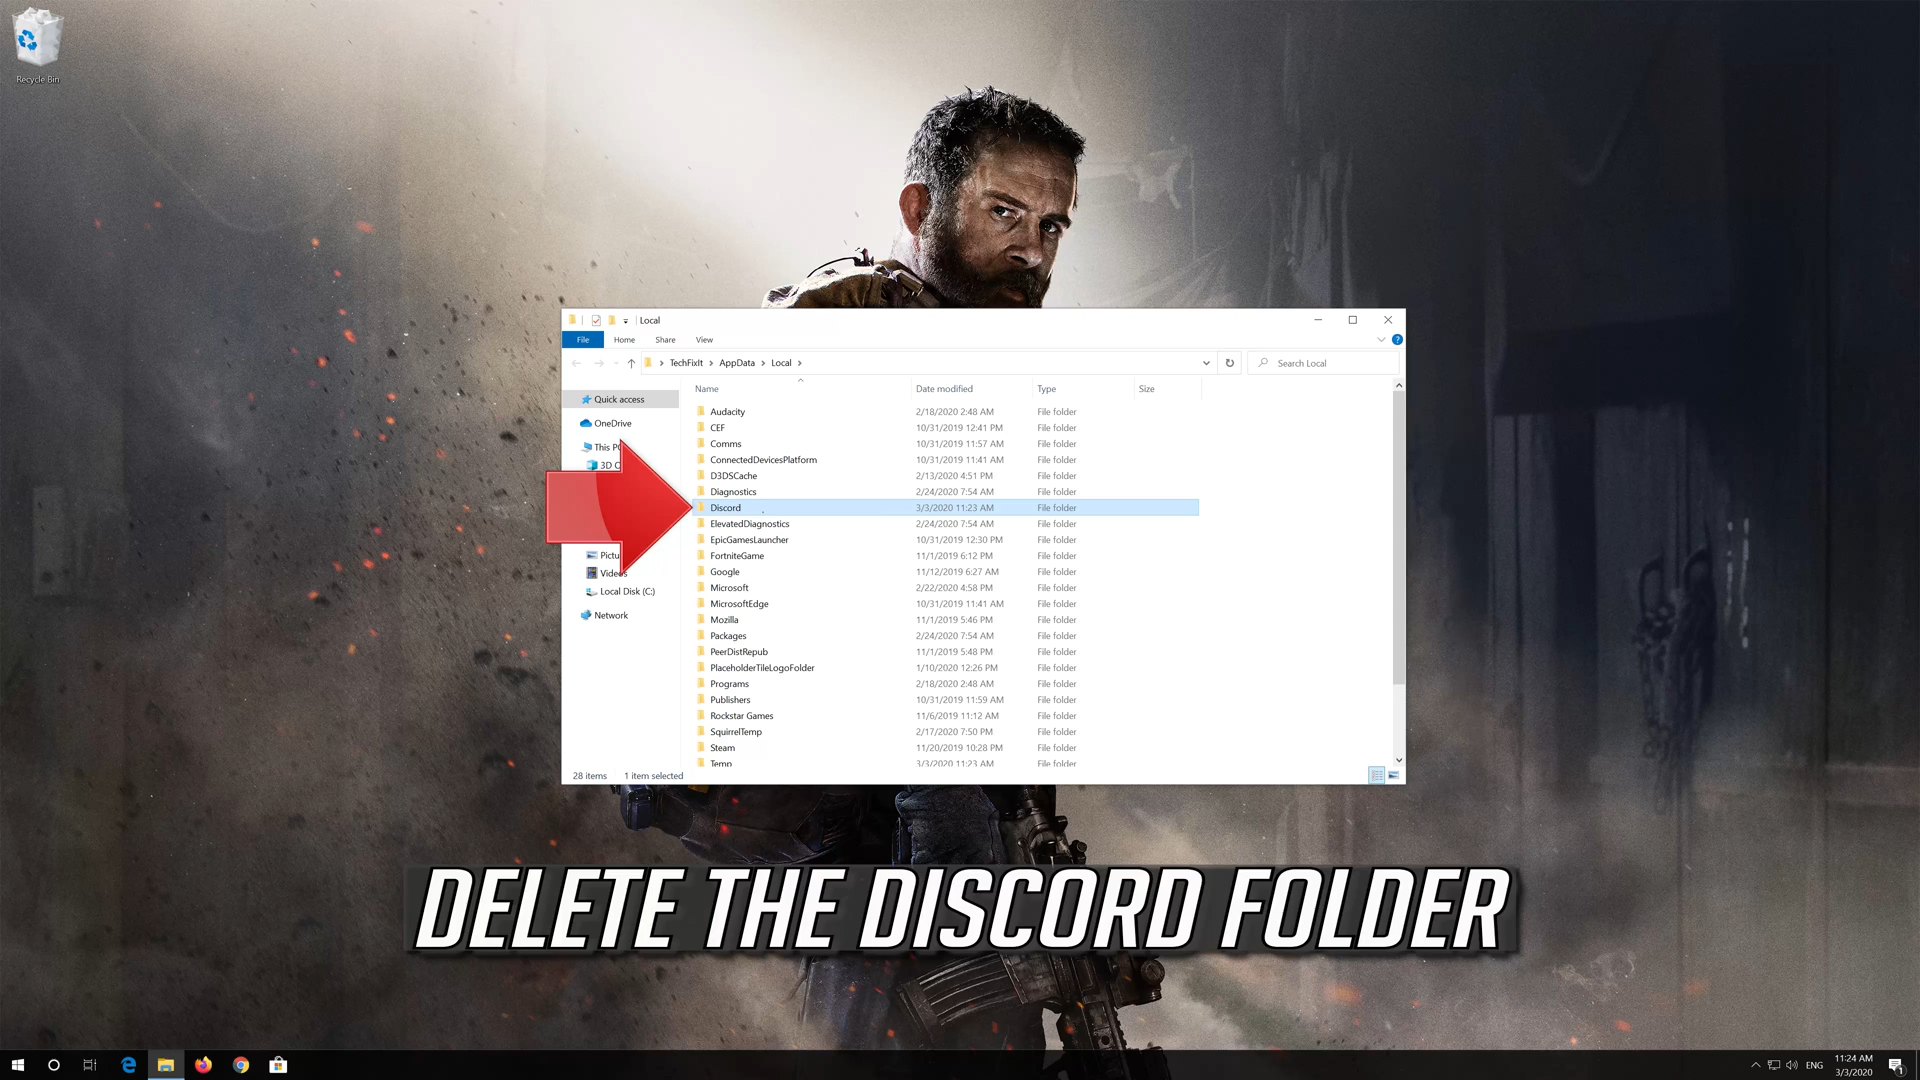 Recycle Bin
Local
File Home Share View
TechFixIt AppData Local
Search Local
Name Date modified Type Size
Quick access
OneDrive
This PC
3D
Pictu
Videos
Local Disk (C:)
Network
Audacity 2/18/2020 2:48 AM File folder
CEF 10/31/2019 12:41 PM File folder
Comms 10/31/2019 11:57 AM File folder
ConnectedDevicesPlatform 10/31/2019 11:41 AM File folder
D3DSCache 2/13/2020 4:51 PM File folder
Diagnostics 2/24/2020 7:54 AM File folder
Discord 3/3/2020 11:23 AM File folder
ElevatedDiagnostics 2/24/2020 7:54 AM File folder
EpicGamesLauncher 10/31/2019 12:30 PM File folder
FortniteGame 11/1/2019 6:12 PM File folder
Google 11/12/2019 6:27 AM File folder
Microsoft 2/22/2020 4:58 PM File folder
MicrosoftEdge 10/31/2019 11:41 AM File folder
Mozilla 11/1/2019 5:46 PM File folder
Packages 2/24/2020 7:54 AM File folder
PeerDistRepub 11/1/2019 5:48 PM File folder
PlaceholderTileLogoFolder 1/10/2020 12:26 PM File folder
Programs 2/18/2020 2:48 AM File folder
Publishers 10/31/2019 11:59 AM File folder
Rockstar Games 11/6/2019 11:12 AM File folder
SquirrelTemp 2/17/2020 7:50 PM File folder
Steam 11/20/2019 10:28 PM File folder
Temp 3/3/2020 11:23 AM File folder
28 items 1 item selected
DELETE THE DISCORD FOLDER
ENG
11:24 AM
3/3/2020
1